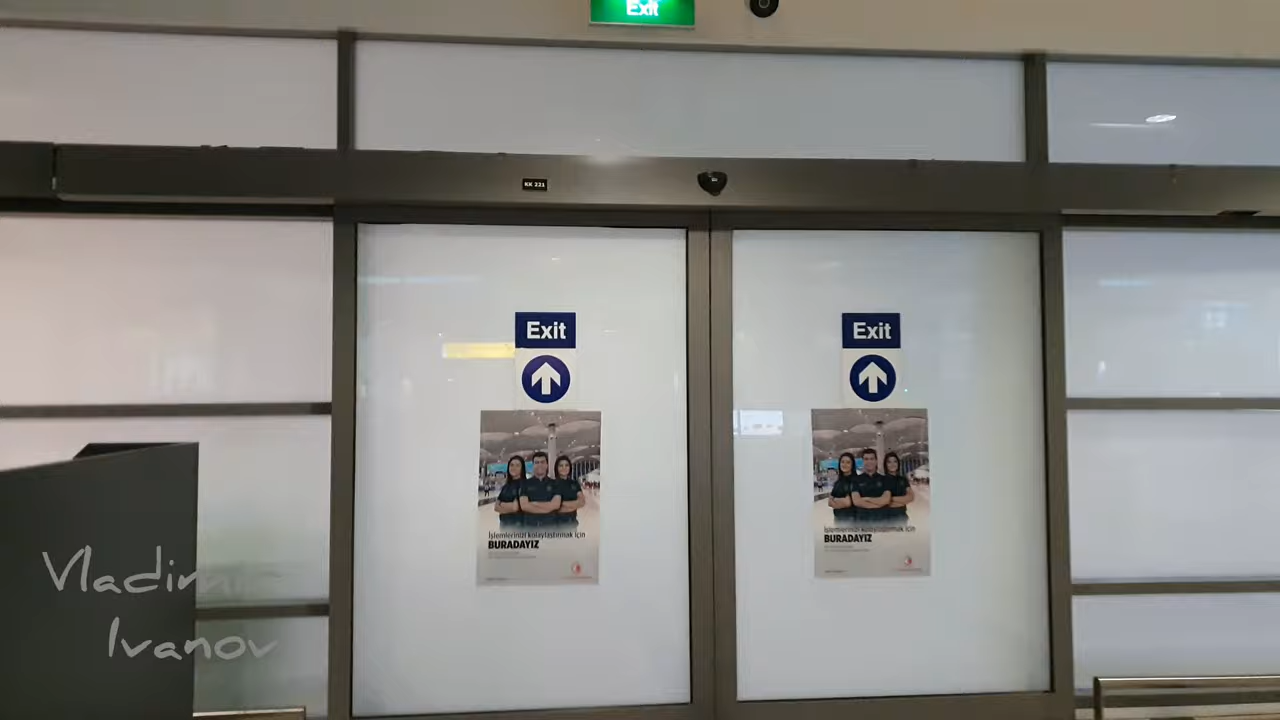 Exit
KK 221
Exit
Exit
İşlemlerinizi kolaylaştırmak için
BURADAYIZ
İşlemlerinizi kolaylaştırmak için
BURADAYIZ
Vladimir
Ivanov